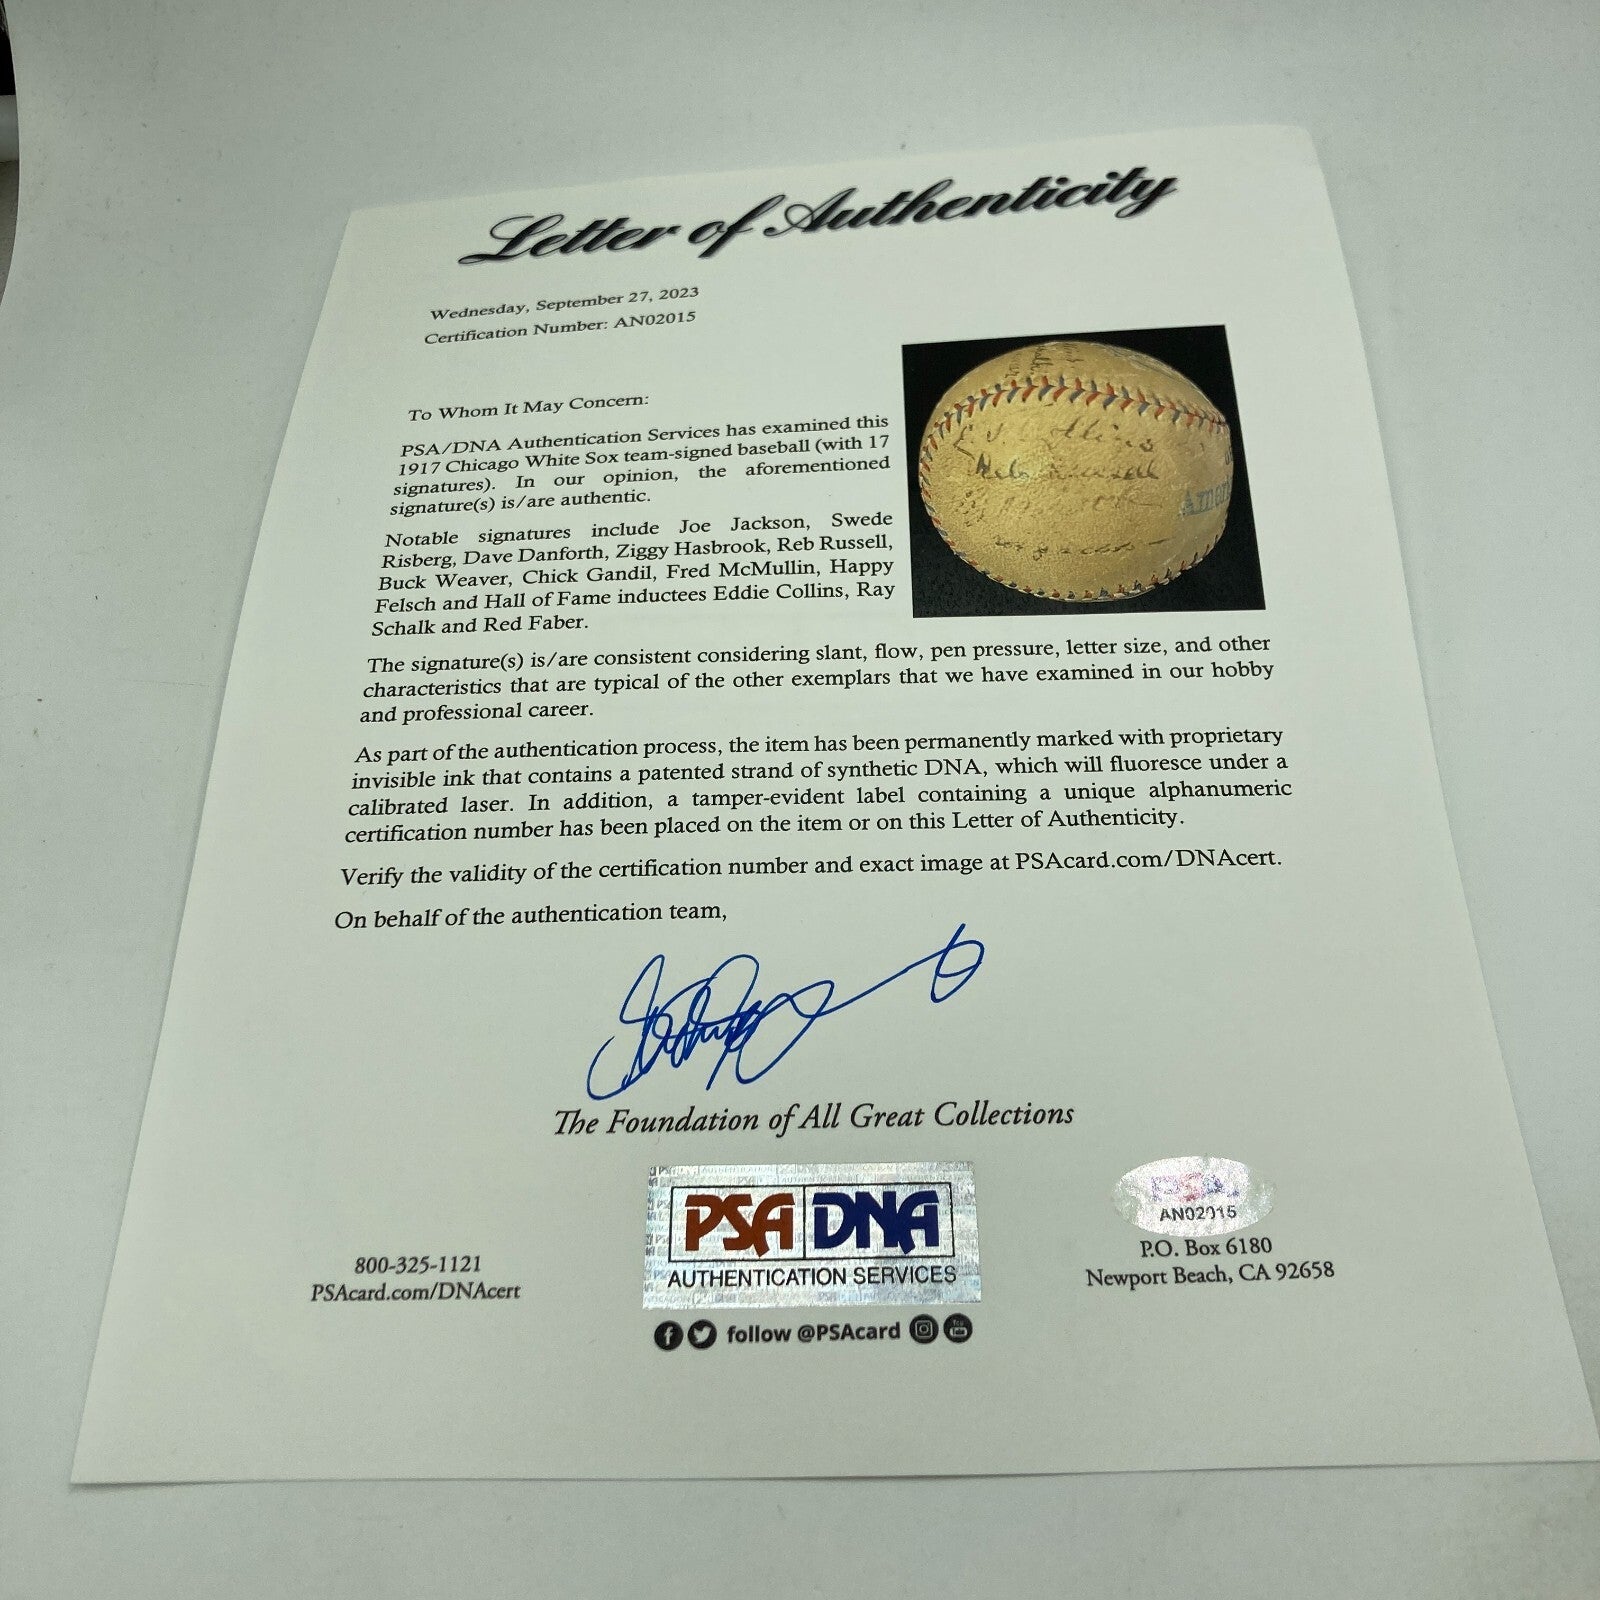 Letter of Authenticity
Wednesday, September 27, 2023
Certification Number: AN02015
To Whom It May Concern:
PSA/DNA Authentication Services has examined this
1917 Chicago White Sox team-signed baseball (with 17
signatures). In our opinion, the aforementioned
signature(s) is/are authentic.
Notable signatures include Joe Jackson, Swede
Risberg, Dave Danforth, Ziggy Hasbrook, Reb Russell,
Buck Weaver, Chick Gandil, Fred McMullin, Happy
Felsch and Hall of Fame inductees Eddie Collins, Ray
Schalk and Red Faber.
The signature(s) is/are consistent considering slant, flow, pen pressure, letter size, and other
characteristics that are typical of the other exemplars that we have examined in our hobby
and professional career.
As part of the authentication process, the item has been permanently marked with proprietary
invisible ink that contains a patented strand of synthetic DNA, which will fluoresce under a
calibrated laser. In addition, a tamper-evident label containing a unique alphanumeric
certification number has been placed on the item or on this Letter of Authenticity.
Verify the validity of the certification number and exact image at PSAcard.com/DNAcert.
On behalf of the authentication team,
The Foundation of All Great Collections
PSA DNA
AUTHENTICATION SERVICES
800-325-1121
PSAcard.com/DNAcert
follow @PSAcard
AN02015
P.O. Box 6180
Newport Beach, CA 92658